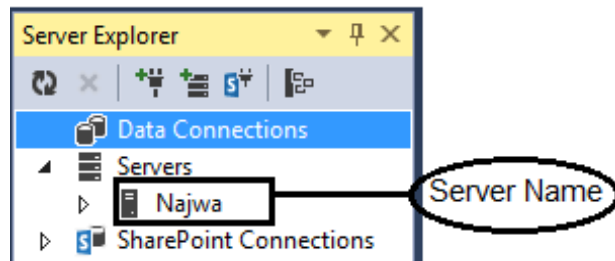 Server Explorer
Data Connections
Servers
Najwa
Server Name
SharePoint Connections